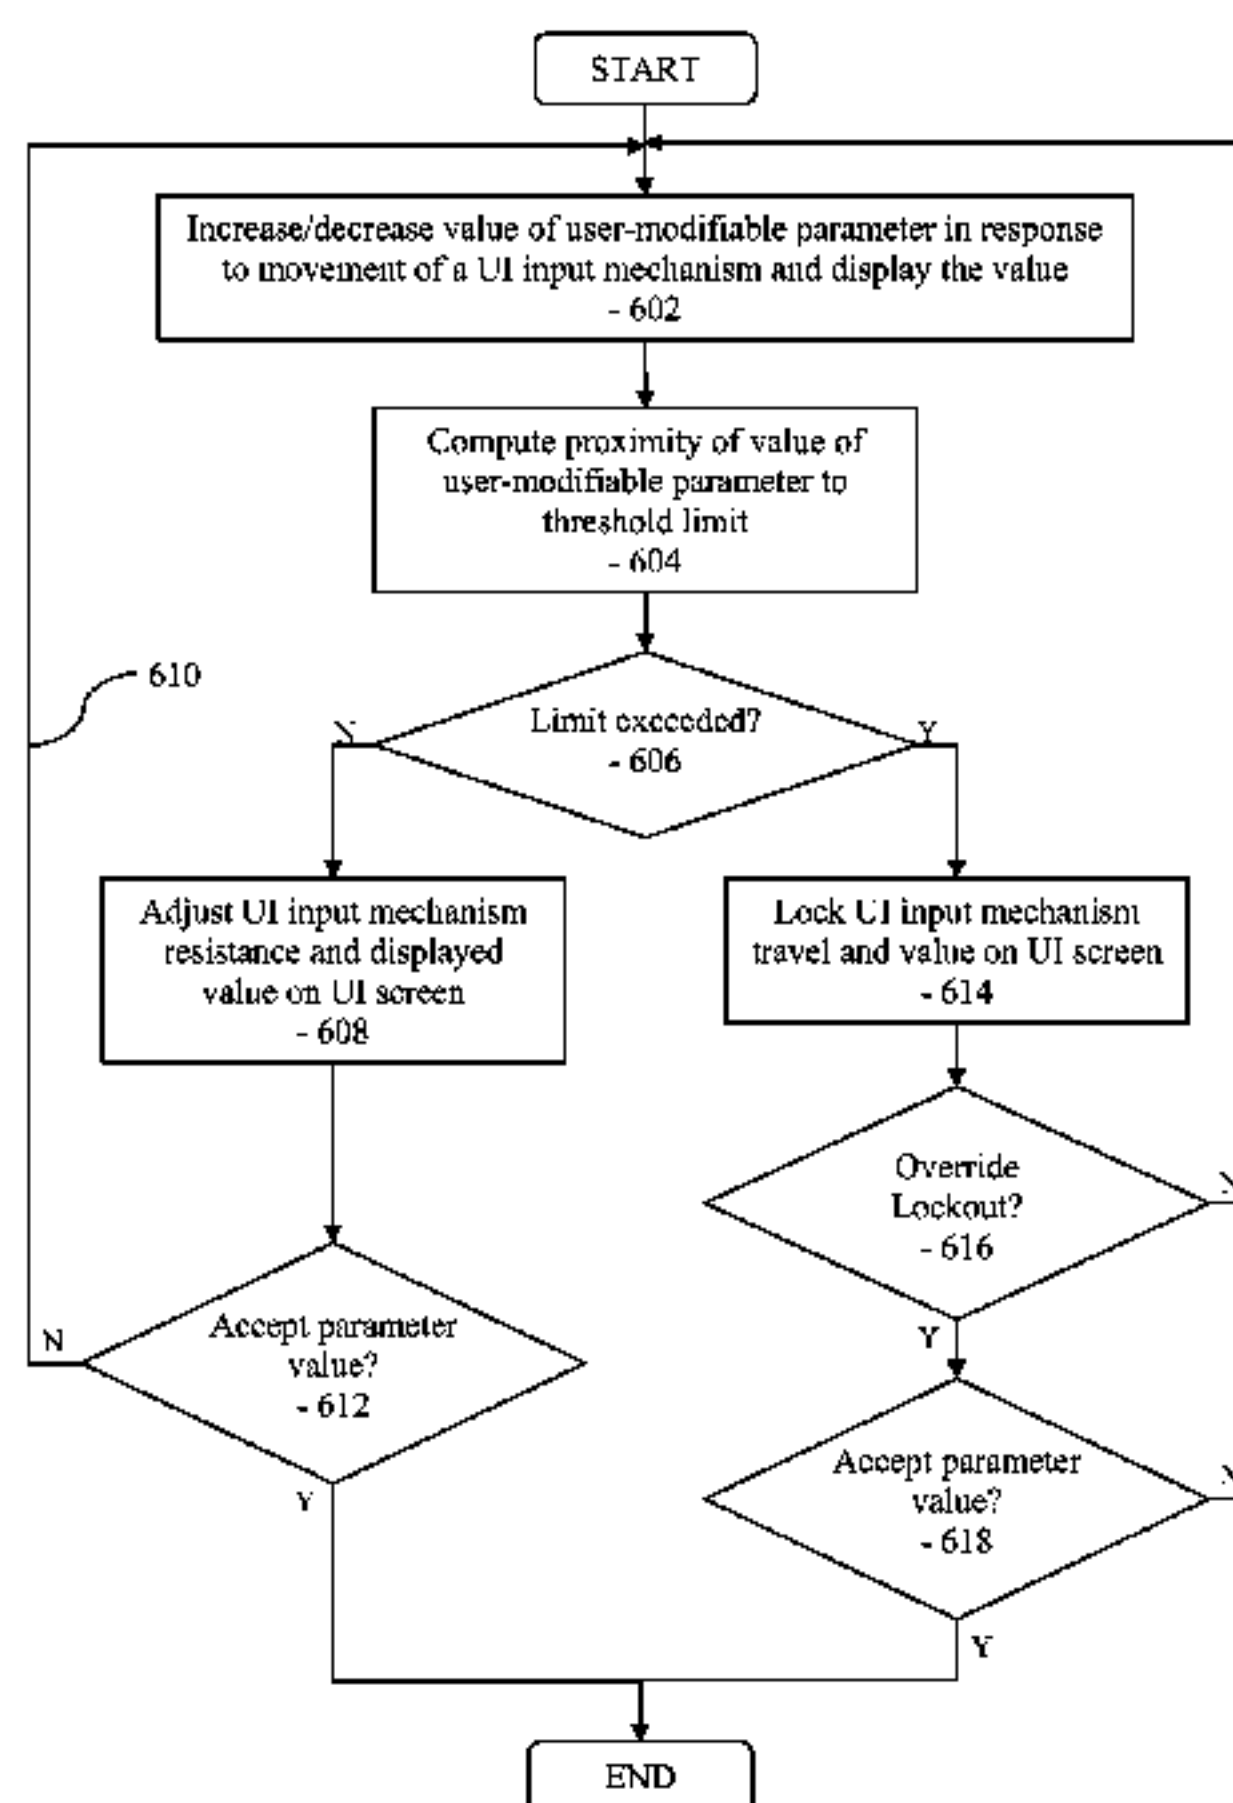 START
Increase/decrease value of user-modifiable parameter in response
to movement of a UI input mechanism and display the value
- 602
Compute proximity of value of
user-modifiable parameter to
threshold limit
- 604
610
Limit exceeded?
- 606
N
Y
Adjust UI input mechanism
resistance and displayed
value on UI screen
- 608
Lock UI input mechanism
travel and value on UI screen
- 614
Override
Lockout?
- 616
Y
N
Accept parameter
value?
- 612
Y
Accept parameter
value?
- 618
Y
END